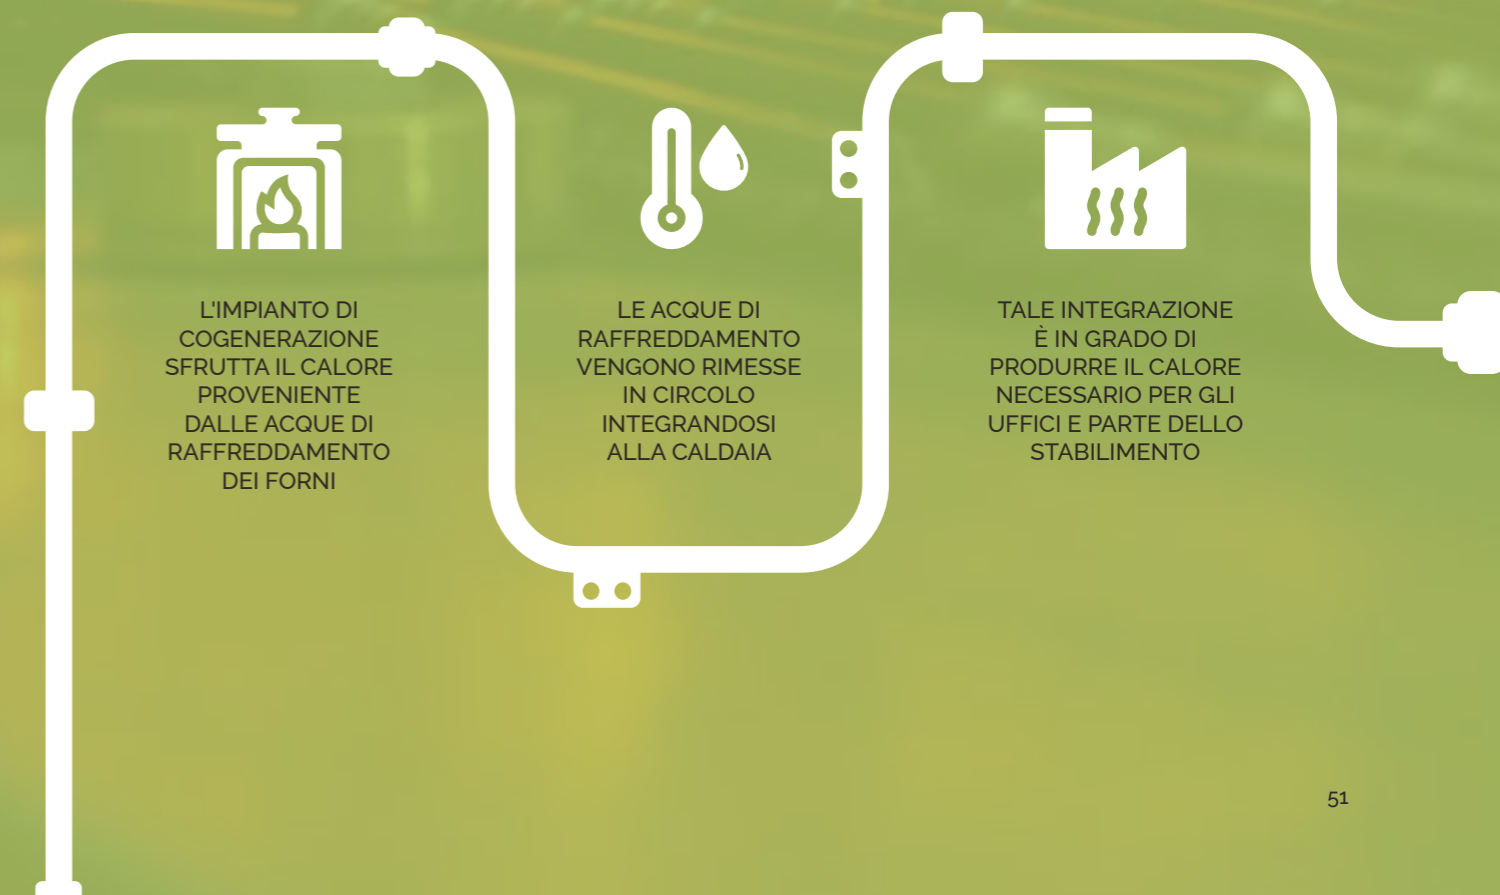 L'IMPIANTO DI
COGENERAZIONE
SFRUTTA IL CALORE
PROVENIENTE
DALLE ACQUE DI
RAFFREDDAMENTO
DEI FORNI
LE ACQUE DI
RAFFREDDAMENTO
VENGONO RIMESSE
IN CIRCOLO
INTEGRANDOSI
ALLA CALDAIA
TALE INTEGRAZIONE
È IN GRADO DI
PRODURRE IL CALORE
NECESSARIO PER GLI
UFFICI E PARTE DELLO
STABILIMENTO
51